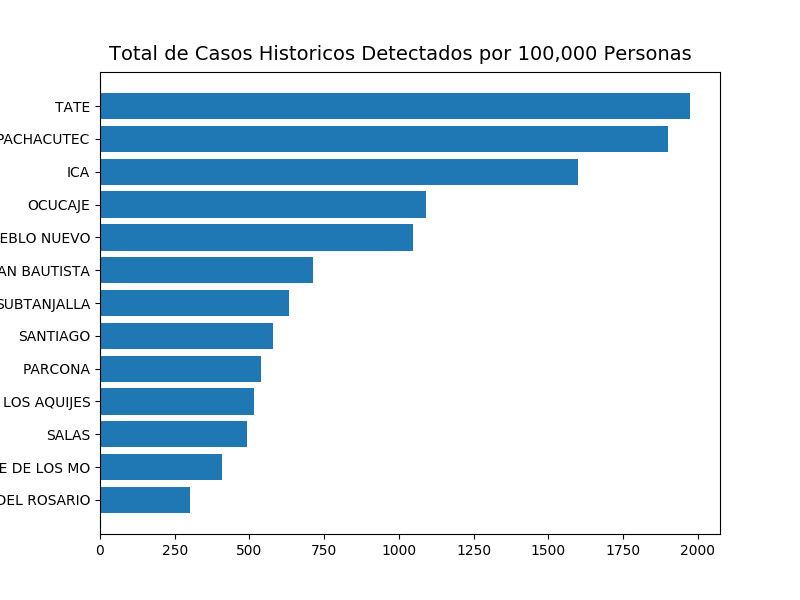 Total de Casos Historicos Detectados por 100,000 Personas
TATE
PACHACUTEC
ICA
OCUCAJE
EBLO NUEVO
AN BAUTISTA
SUBTANJALLA
SANTIAGO
PARCONA
LOS AQUIJES
SALAS
E DE LOS MO
DEL ROSARIO
0 250 500 750 1000 1250 1500 1750 2000